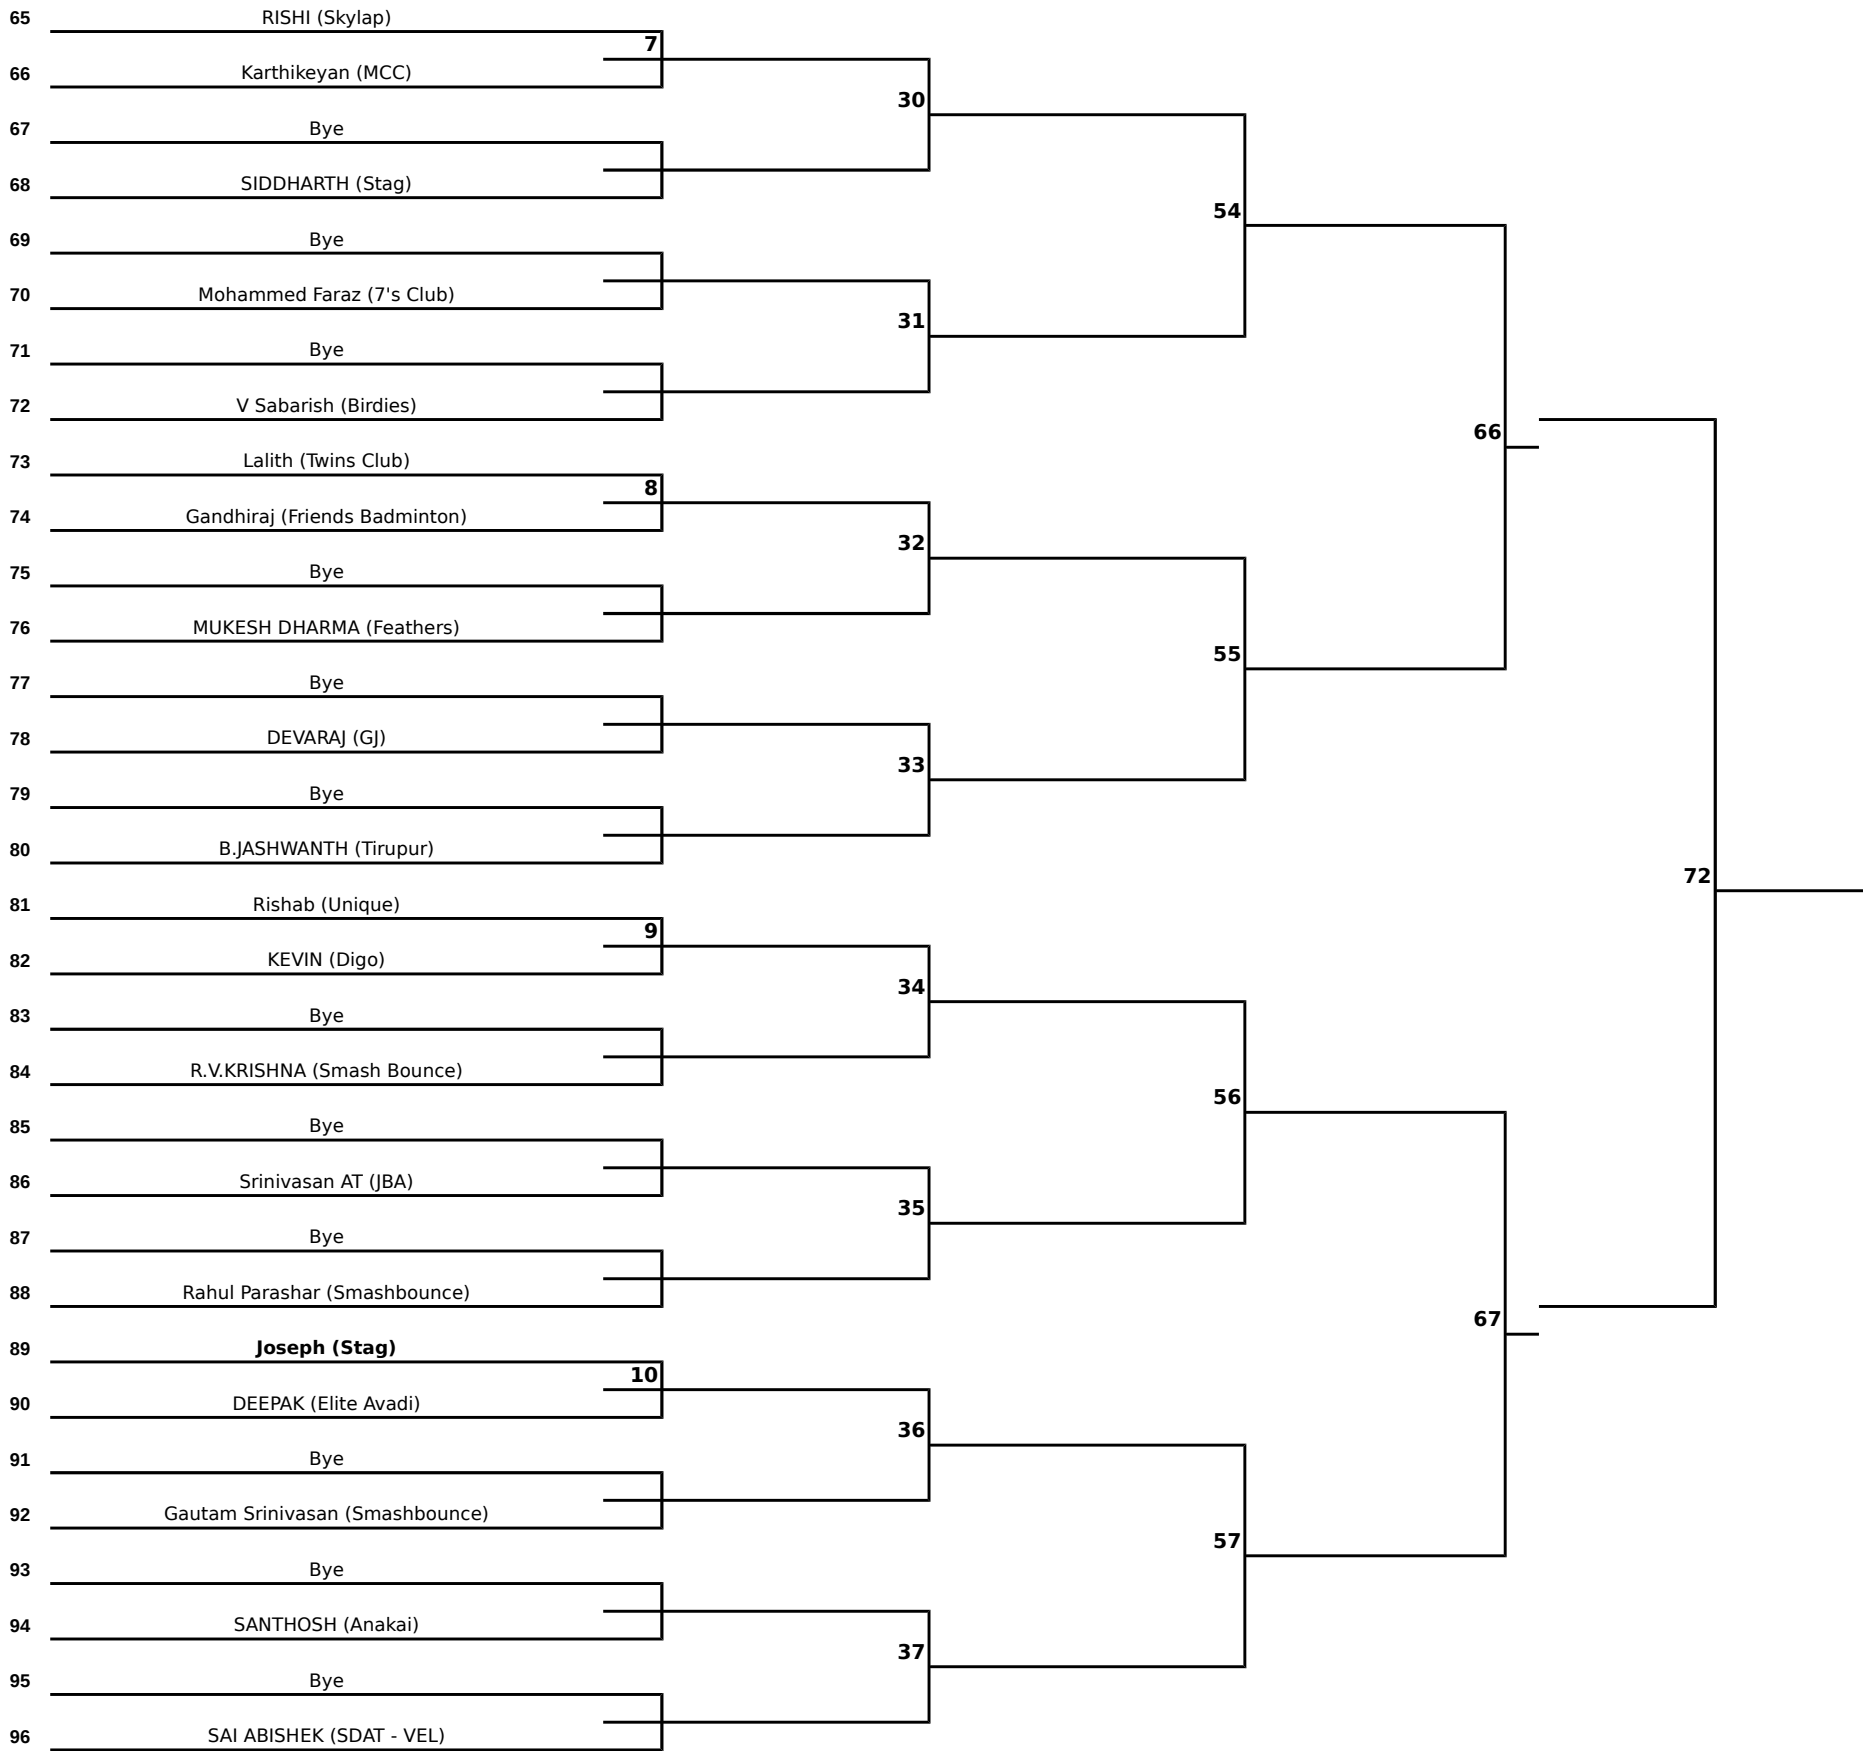 65 RISHI (Skylap)
7
66 Karthikeyan (MCC)
30
67 Bye
68 SIDDHARTH (Stag)
54
69 Bye
70 Mohammed Faraz (7's Club)
31
71 Bye
72 V Sabarish (Birdies)
66
73 Lalith (Twins Club)
8
74 Gandhiraj (Friends Badminton)
32
75 Bye
76 MUKESH DHARMA (Feathers)
55
77 Bye
78 DEVARAJ (GJ)
33
79 Bye
80 B.JASHWANTH (Tirupur)
72
81 Rishab (Unique)
9
82 KEVIN (Digo)
34
83 Bye
84 R.V.KRISHNA (Smash Bounce)
56
85 Bye
86 Srinivasan AT (JBA)
35
87 Bye
88 Rahul Parashar (Smashbounce)
67
89 Joseph (Stag)
10
90 DEEPAK (Elite Avadi)
36
91 Bye
92 Gautam Srinivasan (Smashbounce)
57
93 Bye
94 SANTHOSH (Anakai)
37
95 Bye
96 SAI ABISHEK (SDAT - VEL)